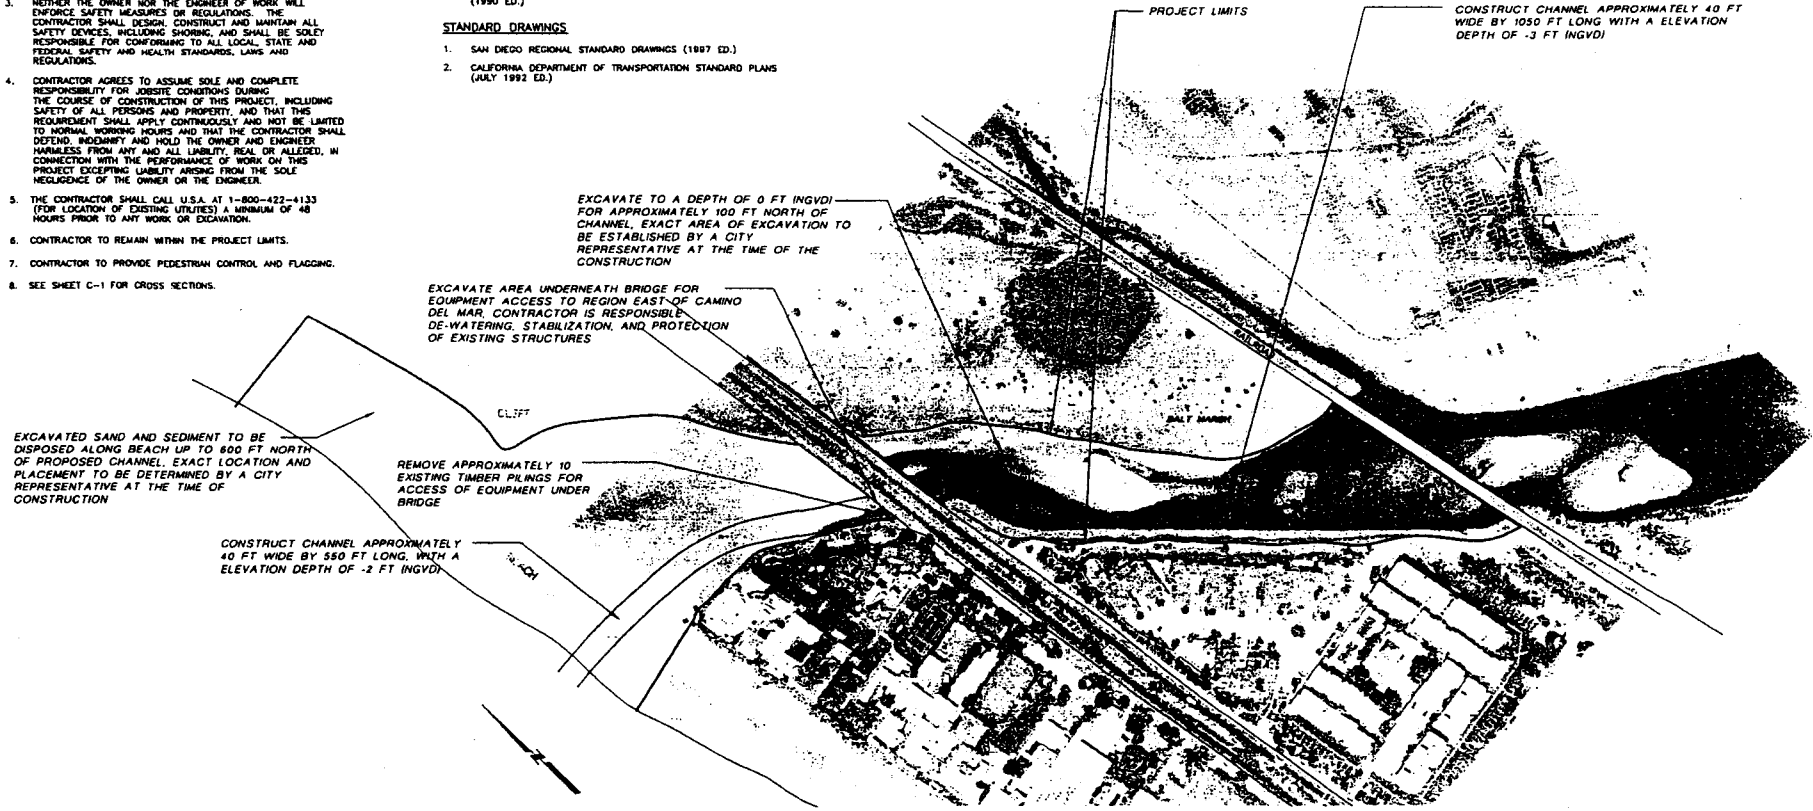 3. NEITHER THE OWNER NOR THE ENGINEER OF WORK WILL
ENFORCE SAFETY MEASURES OR REGULATIONS. THE
CONTRACTOR SHALL DESIGN, CONSTRUCT AND MAINTAIN ALL
SAFETY DEVICES, INCLUDING SHORING, AND SHALL BE SOLEY
RESPONSIBLE FOR CONFORMING TO ALL LOCAL, STATE AND
FEDERAL SAFETY AND HEALTH STANDARDS, LAWS AND
REGULATIONS.
4. CONTRACTOR AGREES TO ASSUME SOLE AND COMPLETE
RESPONSIBILITY FOR JOBSITE CONDITIONS DURING
THE COURSE OF CONSTRUCTION OF THIS PROJECT, INCLUDING
SAFETY OF ALL PERSONS AND PROPERTY, AND THAT THIS
REQUIREMENT SHALL APPLY CONTINUOUSLY AND NOT BE LIMITED
TO NORMAL WORKING HOURS AND THAT THE CONTRACTOR SHALL
DEFEND, INDEMNIFY AND HOLD THE OWNER AND ENGINEER
HARMLESS FROM ANY AND ALL LIABILITY, REAL OR ALLEGED, IN
CONNECTION WITH THE PERFORMANCE OF WORK ON THIS
PROJECT EXCEPTING LIABILITY ARISING FROM THE SOLE
NEGLIGENCE OF THE OWNER OR THE ENGINEER.
5. THE CONTRACTOR SHALL CALL U.S.A. AT 1-800-422-4133
(FOR LOCATION OF EXISTING UTILITIES) A MINIMUM OF 48
HOURS PRIOR TO ANY WORK OR EXCAVATION.
6. CONTRACTOR TO REMAIN WITHIN THE PROJECT LIMITS.
7. CONTRACTOR TO PROVIDE PEDESTRIAN CONTROL AND FLAGGING.
8. SEE SHEET C-1 FOR CROSS SECTIONS.
(1990 ED.)
STANDARD DRAWINGS
1. SAN DIEGO REGIONAL STANDARD DRAWINGS (1997 ED.)
2. CALIFORNIA DEPARTMENT OF TRANSPORTATION STANDARD PLANS
(JULY 1992 ED.)
PROJECT LIMITS
CONSTRUCT CHANNEL APPROXIMATELY 40 FT
WIDE BY 1050 FT LONG WITH A ELEVATION
DEPTH OF -3 FT (NGVD)
EXCAVATE TO A DEPTH OF 0 FT (NGVD)
FOR APPROXIMATELY 100 FT NORTH OF
CHANNEL, EXACT AREA OF EXCAVATION TO
BE ESTABLISHED BY A CITY
REPRESENTATIVE AT THE TIME OF THE
CONSTRUCTION
EXCAVATE AREA UNDERNEATH BRIDGE FOR
EQUIPMENT ACCESS TO REGION EAST OF CAMINO
DEL MAR, CONTRACTOR IS RESPONSIBLE
DE-WATERING, STABILIZATION, AND PROTECTION
OF EXISTING STRUCTURES
RAILROAD
CLIFF
SALT MARSH
EXCAVATED SAND AND SEDIMENT TO BE
DISPOSED ALONG BEACH UP TO 600 FT NORTH
OF PROPOSED CHANNEL, EXACT LOCATION AND
PLACEMENT TO BE DETERMINED BY A CITY
REPRESENTATIVE AT THE TIME OF
CONSTRUCTION
REMOVE APPROXIMATELY 10
EXISTING TIMBER PILINGS FOR
ACCESS OF EQUIPMENT UNDER
BRIDGE
CONSTRUCT CHANNEL APPROXIMATELY
40 FT WIDE BY 550 FT LONG, WITH A
ELEVATION DEPTH OF -2 FT (NGVD)
BEACH
N